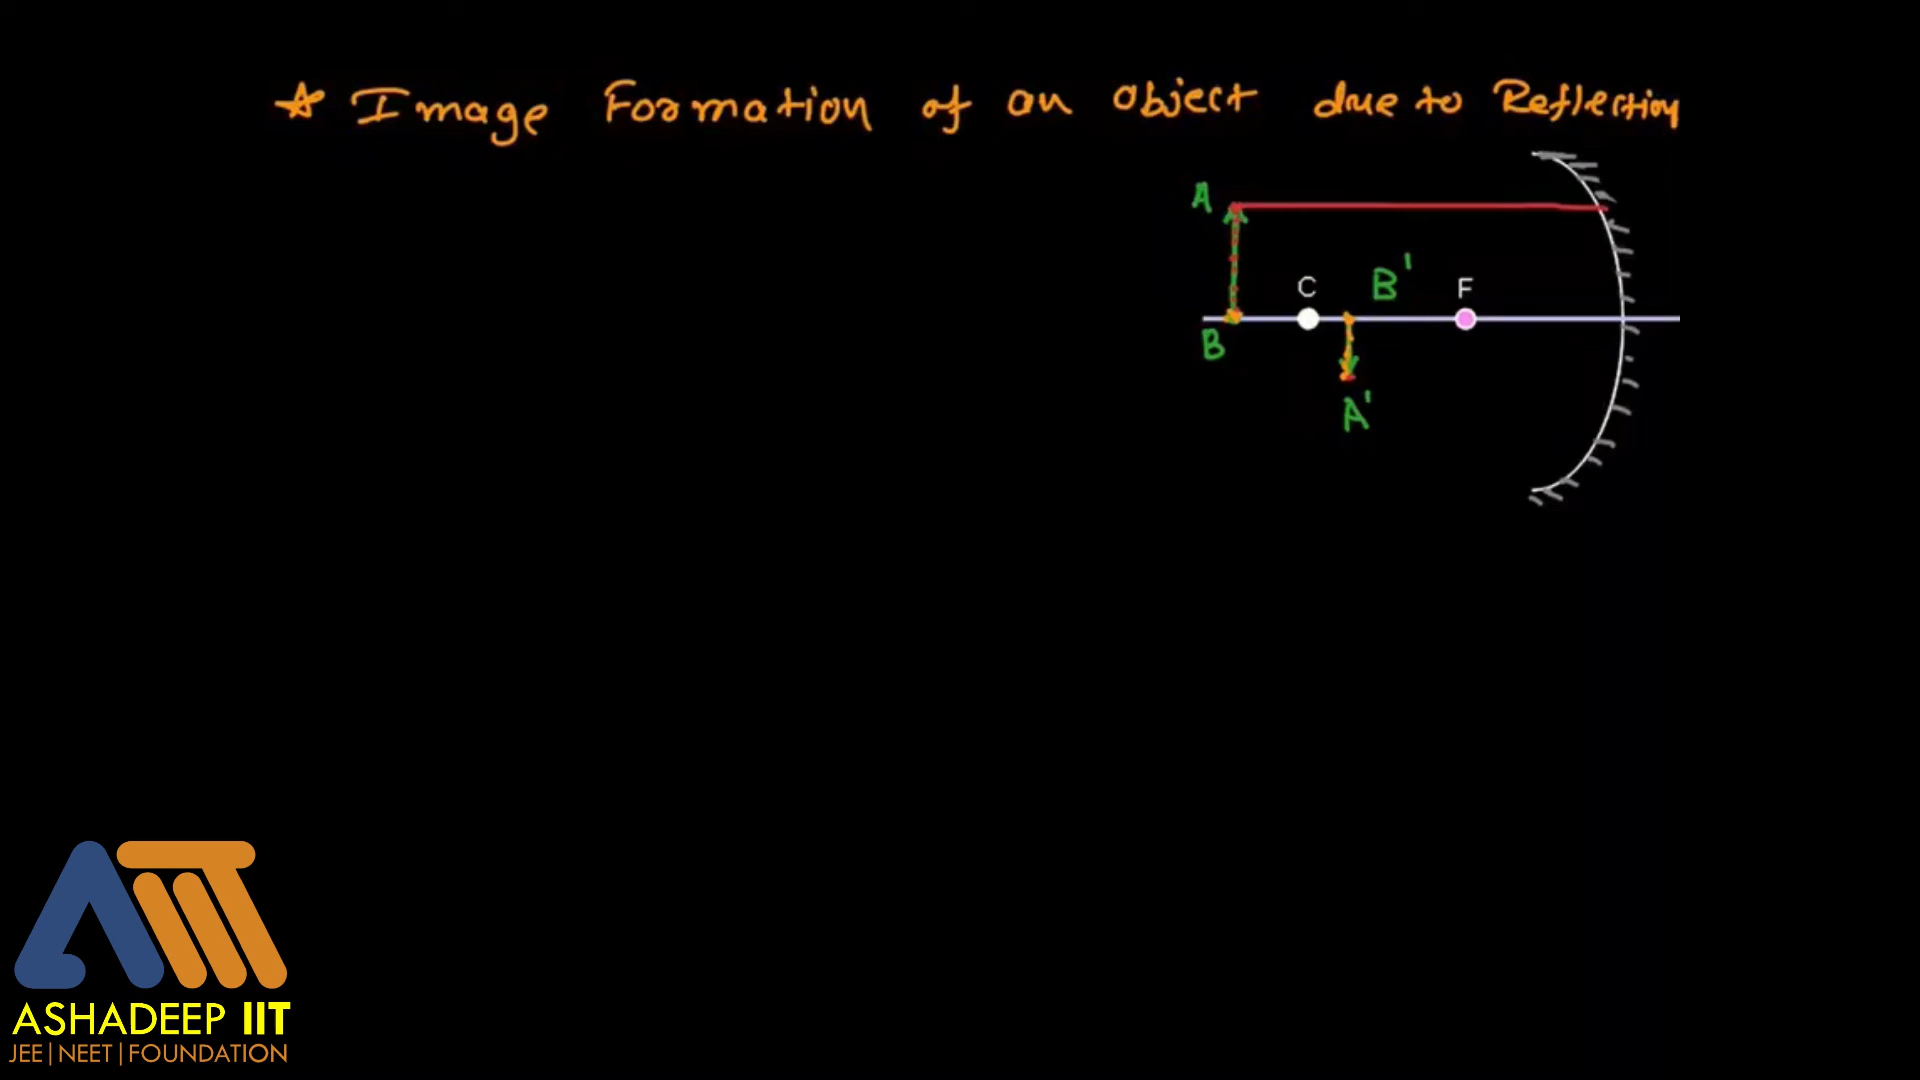 ☆ Image Formation of an object due to Reflection
A
C
B'
F
B
A'
ASHADEEP IIT
JEE|NEET|FOUNDATION